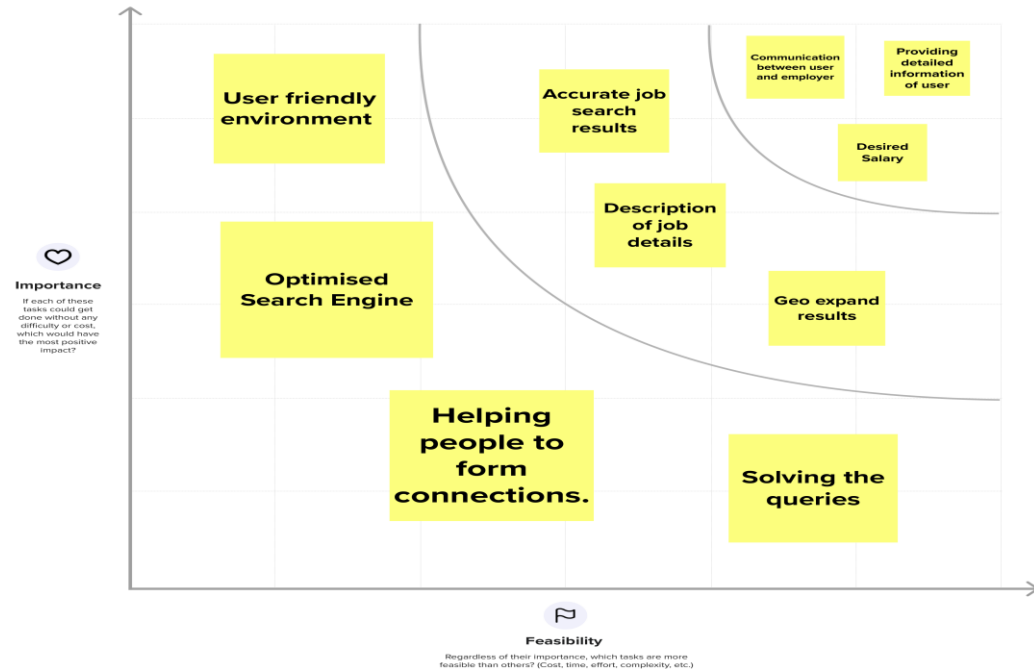 User friendly
environment
Accurate job
search
results
Communication
between user
and employer
Providing
detailed
information
of user
Desired
Salary
Description
of job
details
Optimised
Search Engine
Geo expand
results
Importance
If each of these
tasks could get
done without any
difficulty or cost,
which would have
the most positive
impact?
Helping
people to
form
connections.
Solving the
queries
Feasibility
Regardless of their importance, which tasks are more
feasible than others? (Cost, time, effort, complexity, etc.)